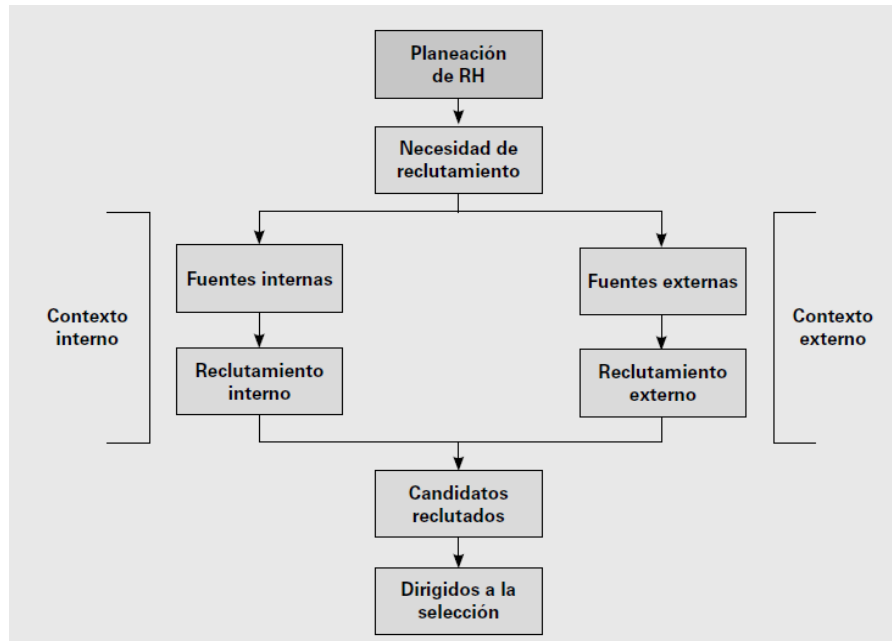 Planeación
de RH
Necesidad de
reclutamiento
Fuentes internas
Fuentes externas
Contexto
interno
Contexto
externo
Reclutamiento
interno
Reclutamiento
externo
Candidatos
reclutados
Dirigidos a la
selección